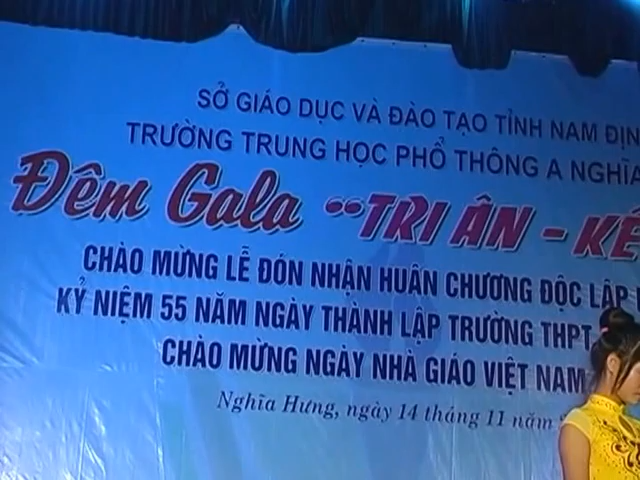 SỞ GIÁO DỤC VÀ ĐÀO TẠO TỈNH NAM ĐỊN
TRƯỜNG TRUNG HỌC PHỔ THÔNG A NGHĨA
Đêm Gala "TRI ÂN - KẾ
CHÀO MỪNG LỄ ĐÓN NHẬN HUÂN CHƯƠNG ĐỘC LẬP
KỶ NIỆM 55 NĂM NGÀY THÀNH LẬP TRƯỜNG THPT
CHÀO MỪNG NGÀY NHÀ GIÁO VIỆT NAM
Nghĩa Hưng, ngày 14 tháng 11 năm